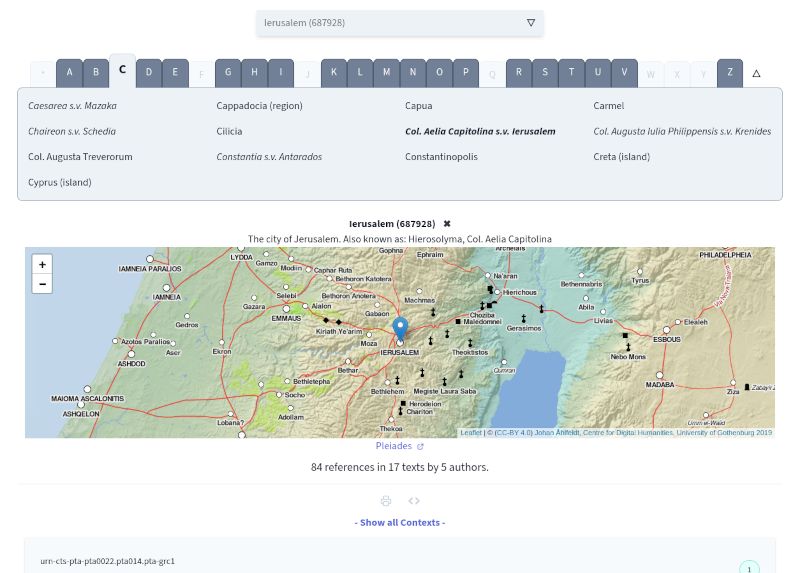 Ierusalem (687928)
*
A B C D E F G H I J K L M N O P Q R S T U V W X Y Z
Caesarea s.v. Mazaka Cappadocia (region) Capua Carmel
Chaireon s.v. Schedia Cilicia Col. Aelia Capitolina s.v. Ierusalem Col. Augusta Iulia Philippensis s.v. Krenides
Col. Augusta Treverorum Constantia s.v. Antarados Constantinopolis Creta (island)
Cyprus (island)
Ierusalem (687928) ✖
The city of Jerusalem. Also known as: Hierosolyma, Col. Aelia Capitolina
+
−
LYDDA
Gophna
Ephraim
Archelais
PHILADELPHEIA
IAMNEIA PARALIOS
Gamzo
Modiin
Caphar Ruta
Na'aran
Bethoron Katotera
Bethennabris
Tyrus
IAMNEIA
Selebi
Bethoron Anotera
Machmas
Hierichous
Gazara
Aialon
Gabaon
Abila
EMMAUS
Choziba
Livias
Gedros
Kiriath Ye'arim
Maledomnei
Gerasimos
Elealeh
Azotos Paralios
Moza
ESBOUS
Aser
Ekron
IERUSALEM
Theoktistos
Nebo Mons
ASHDOD
Bethar
Qumran
Bethletepha
Bethlehem
Megiste Laura Saba
MADABA
MAIOMA ASCALONTIS
Socho
Ziza
ASHQELON
Herodeion
Adollam
Chariton
Lobana?
Thekoa
Umm er-Walid
Leaflet | © (CC-BY 4.0) Johan Åhlfeldt, Centre for Digital Humanities, University of Gothenburg 2019
Pleiades
84 references in 17 texts by 5 authors.
- Show all Contexts -
urn-cts-pta-pta0022.pta014.pta-grc1
1